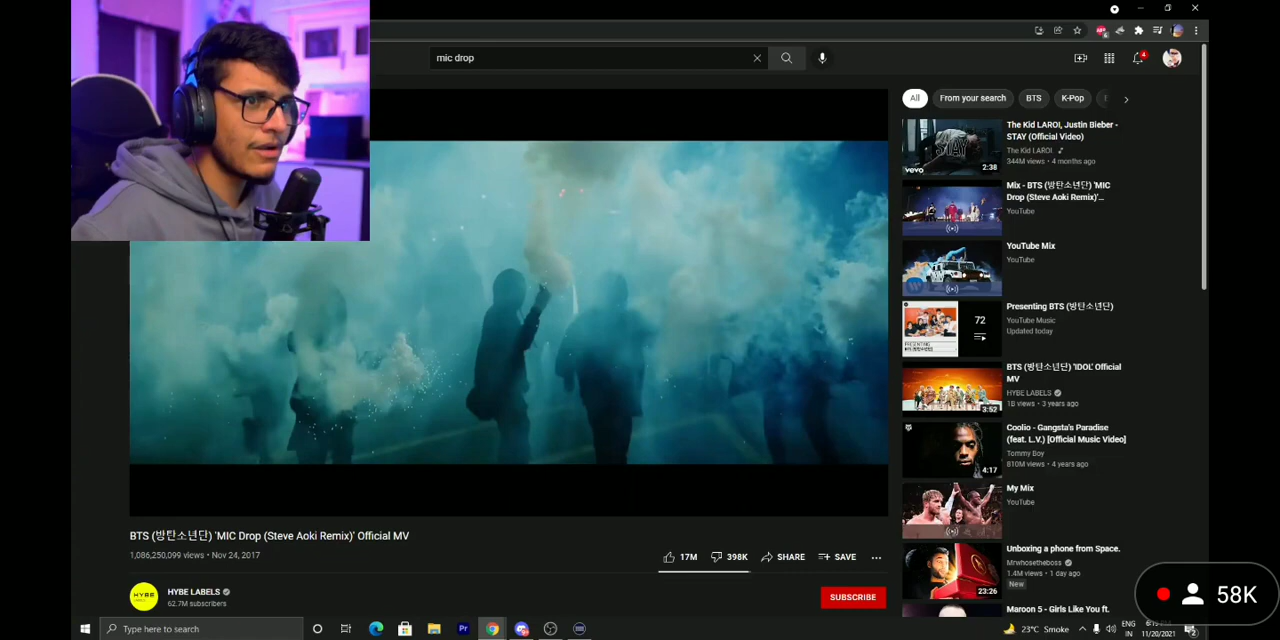 mic drop
All
From your search
BTS
K-Pop
The Kid LAROI, Justin Bieber -
STAY (Official Video)
The Kid LAROI.
344M views • 4 months ago
STAY
vevo
2:38
Mix - BTS (방탄소년단) 'MIC
Drop (Steve Aoki Remix)'...
YouTube
YouTube Mix
YouTube
Presenting BTS (방탄소년단)
YouTube Music
Updated today
72
BTS (방탄소년단) 'IDOL' Official
MV
HYBE LABELS
1B views • 3 years ago
3:52
Coolio - Gangsta's Paradise
(feat. L.V.) [Official Music Video]
Tommy Boy
810M views • 4 years ago
4:17
My Mix
YouTube
Unboxing a phone from Space.
Mrwhosetheboss
1.4M views • 1 day ago
New
23:26
Maroon 5 - Girls Like You ft.
BTS (방탄소년단) 'MIC Drop (Steve Aoki Remix)' Official MV
1,086,250,099 views • Nov 24, 2017
17M
398K
SHARE
SAVE
HYBE
HYBE LABELS
62.7M subscribers
SUBSCRIBE
58K
Type here to search
Pr
23°C Smoke
ENG
IN
11/20/2021